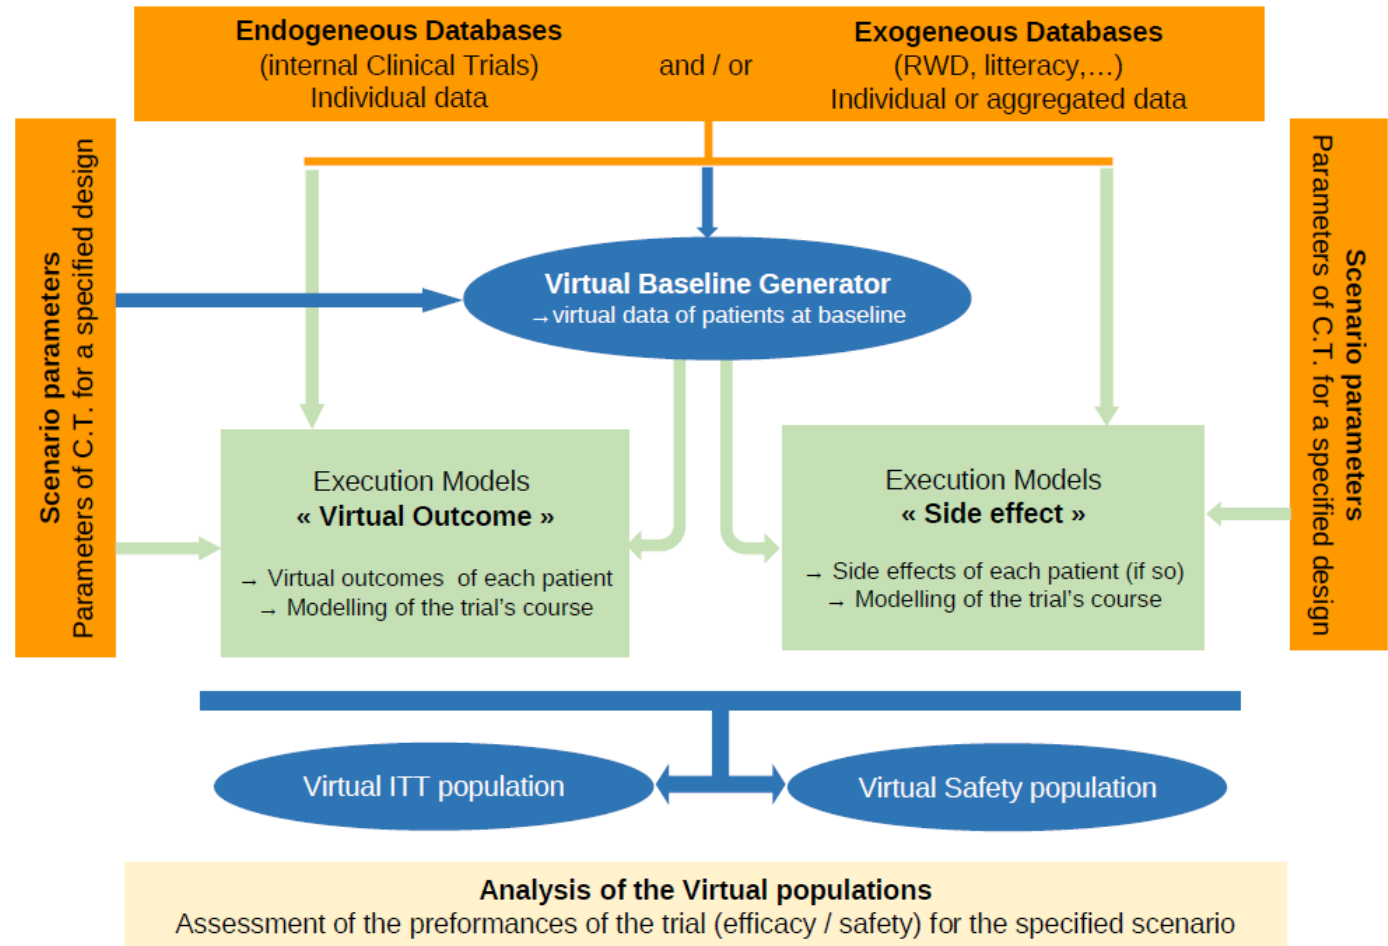 Endogeneous Databases
(internal Clinical Trials)
Individual data
and / or
Exogeneous Databases
(RWD, litteracy,...)
Individual or aggregated data
Scenario parameters
Parameters of C.T. for a specified design
Virtual Baseline Generator
→virtual data of patients at baseline
Scenario parameters
Parameters of C.T. for a specified design
Execution Models
« Virtual Outcome »
→ Virtual outcomes of each patient
→ Modelling of the trial's course
Execution Models
« Side effect »
→ Side effects of each patient (if so)
→ Modelling of the trial's course
Virtual ITT population
Virtual Safety population
Analysis of the Virtual populations
Assessment of the preformances of the trial (efficacy / safety) for the specified scenario